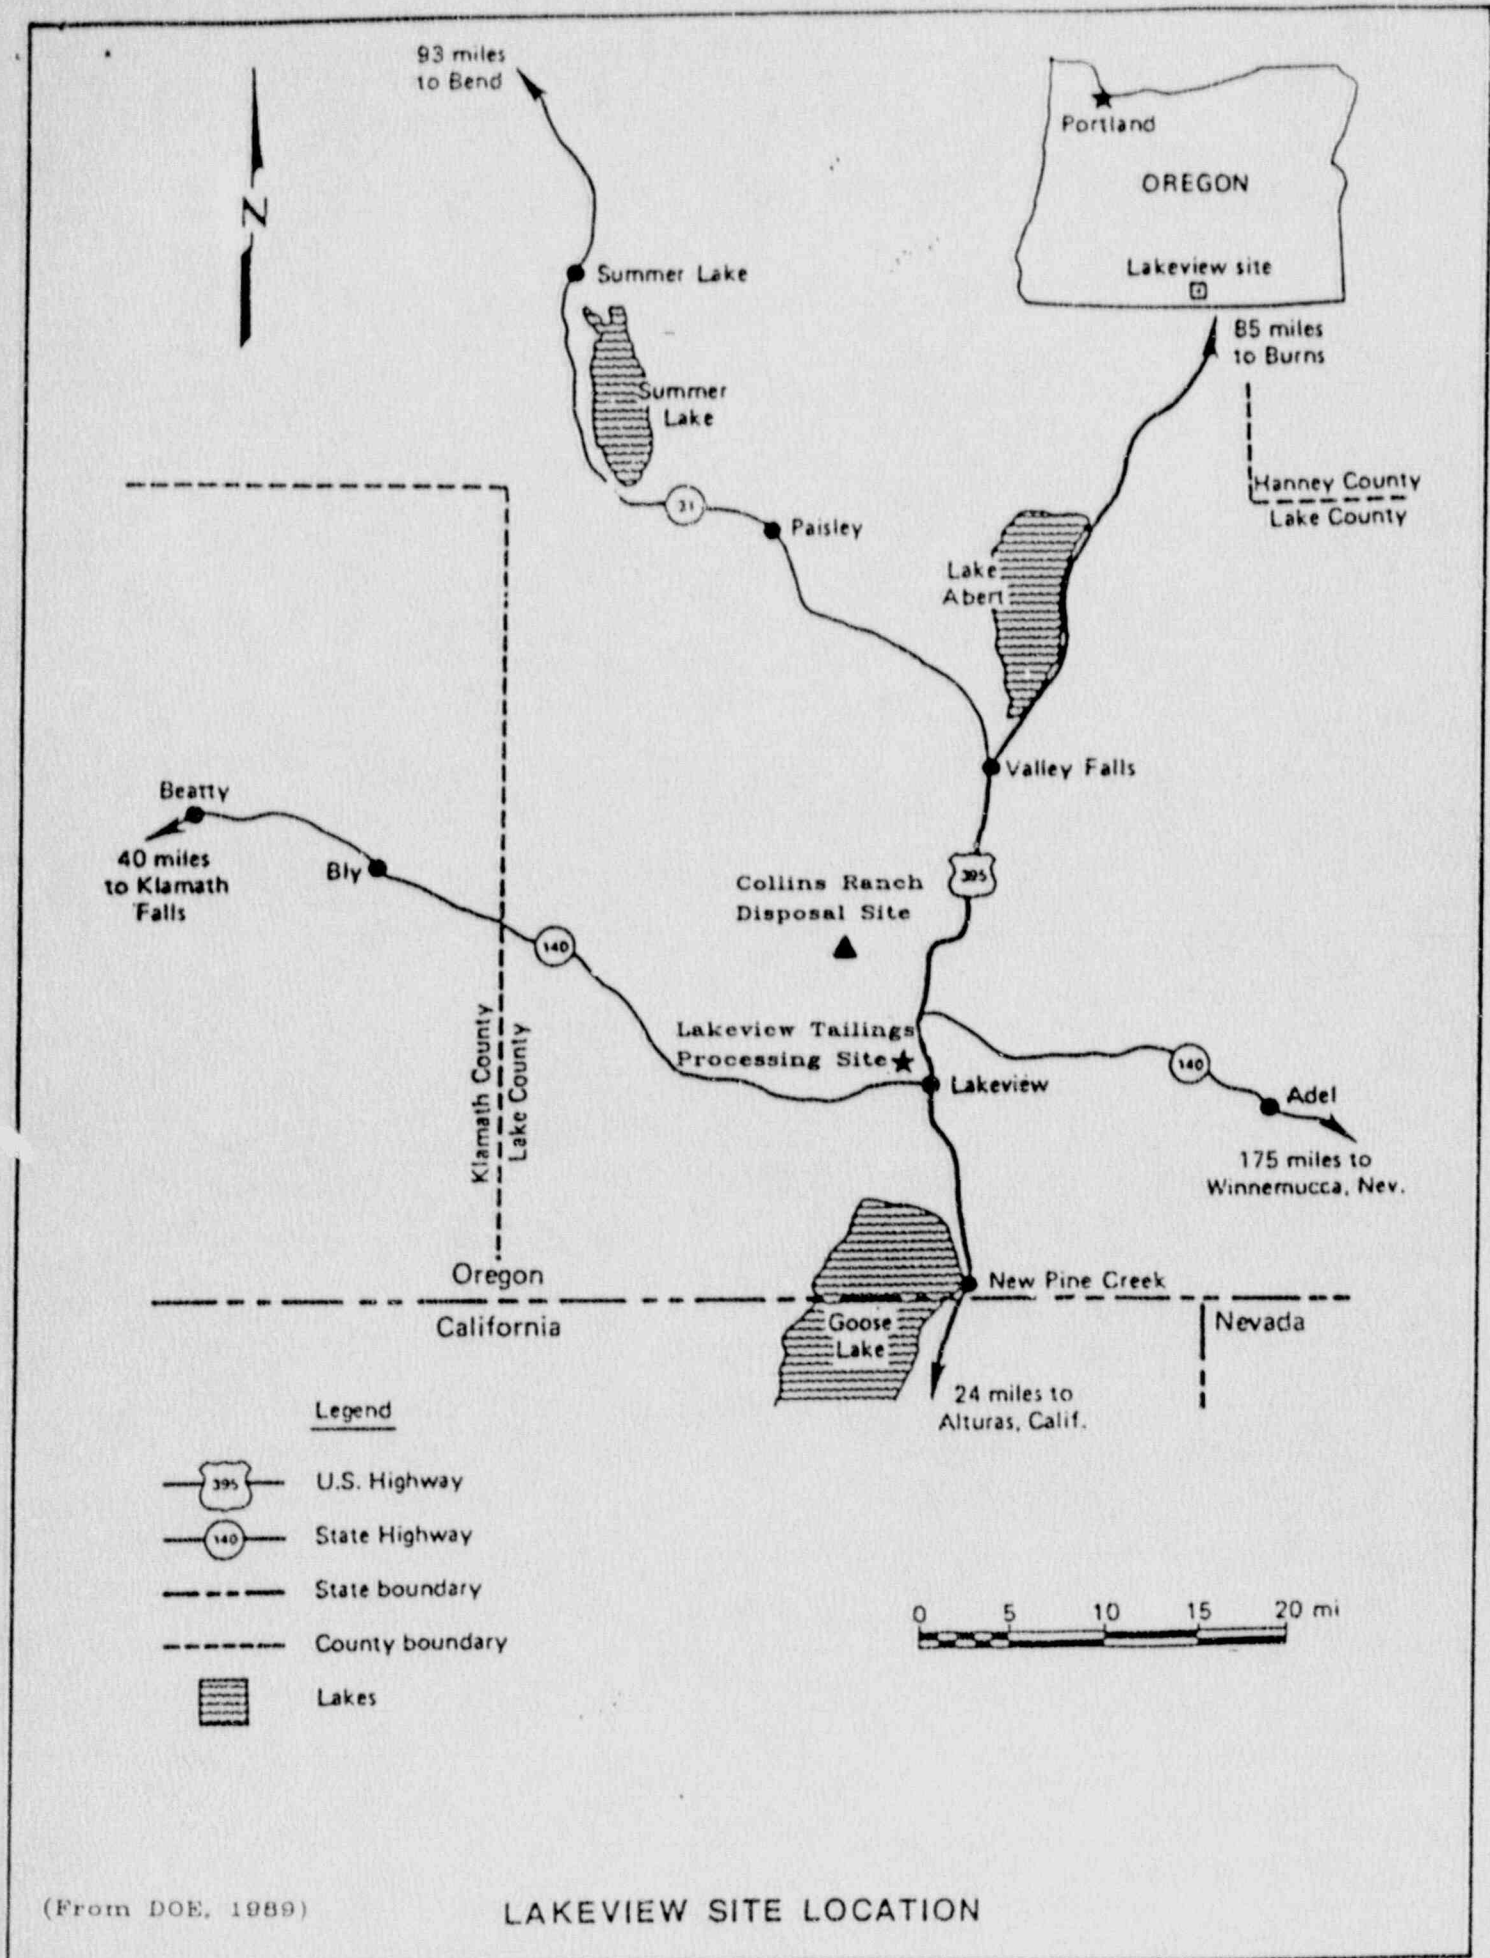 93 miles
to Bend
N
Portland
OREGON
Lakeview site
Summer Lake
85 miles
to Burns
Summer
Lake
Hanney County
Lake County
31
Paisley
Lake
Abert
Valley Falls
Beatty
40 miles
to Klamath
Falls
Bly
395
Collins Ranch
Disposal Site
140
Klamath County
Lake County
Lakeview Tailings
Processing Site
Lakeview
140
Adel
175 miles to
Winnemucca, Nev.
Oregon
New Pine Creek
California
Goose
Lake
Nevada
24 miles to
Alturas, Calif.
Legend
395 U.S. Highway
140 State Highway
State boundary
County boundary
Lakes
0 5 10 15 20 mi
(From DOE, 1989)
LAKEVIEW SITE LOCATION